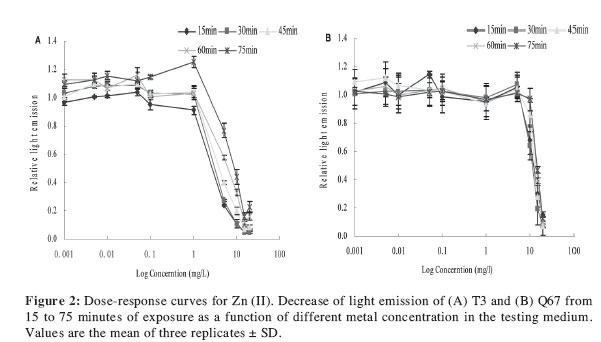 A
15min 30min 45min
60min 75min
1.4
1.2
1.0
0.8
0.6
0.4
0.2
0.0
Relative light emission
0.001 0.01 0.1 1 10 100
Log Concerntion (mg/L)
B
15min 30min 45min
60min 75min
1.4
1.2
1.0
0.8
0.6
0.4
0.2
0.0
Relative light emission
0.001 0.01 0.1 1 10 100
Log Concerntion (mg/l)
Figure 2: Dose-response curves for Zn (II). Decrease of light emission of (A) T3 and (B) Q67 from
15 to 75 minutes of exposure as a function of different metal concentration in the testing medium.
Values are the mean of three replicates ± SD.